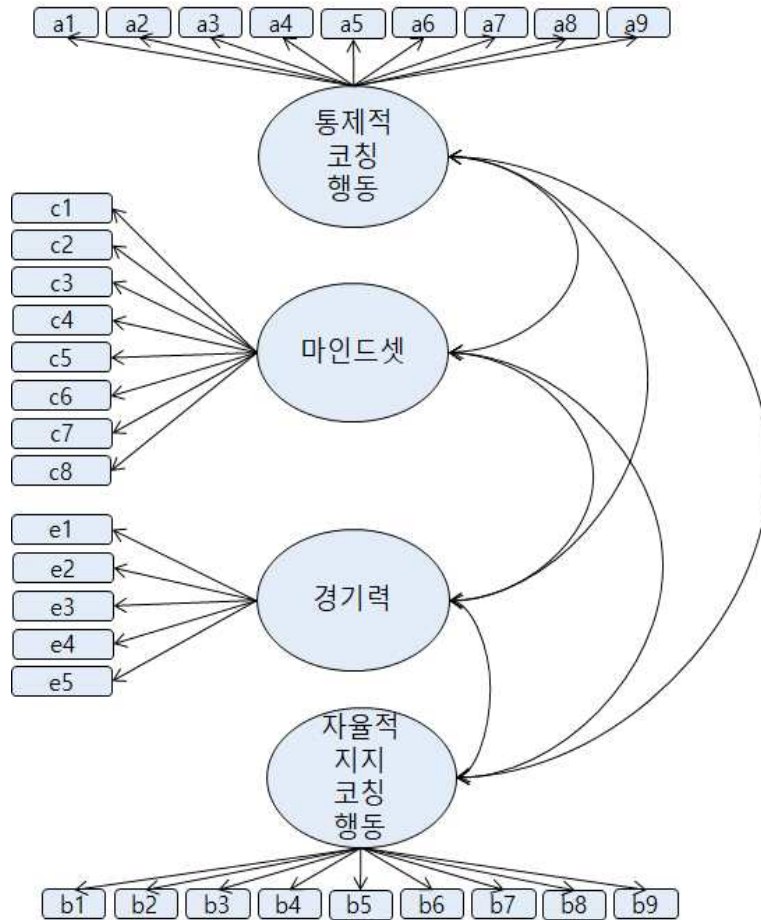 a1 a2 a3 a4 a5 a6 a7 a8 a9
통제적
코칭
행동
c1
c2
c3
c4
c5
c6
c7
c8
마인드셋
e1
e2
e3
e4
e5
경기력
자율적
지지
코칭
행동
b1 b2 b3 b4 b5 b6 b7 b8 b9